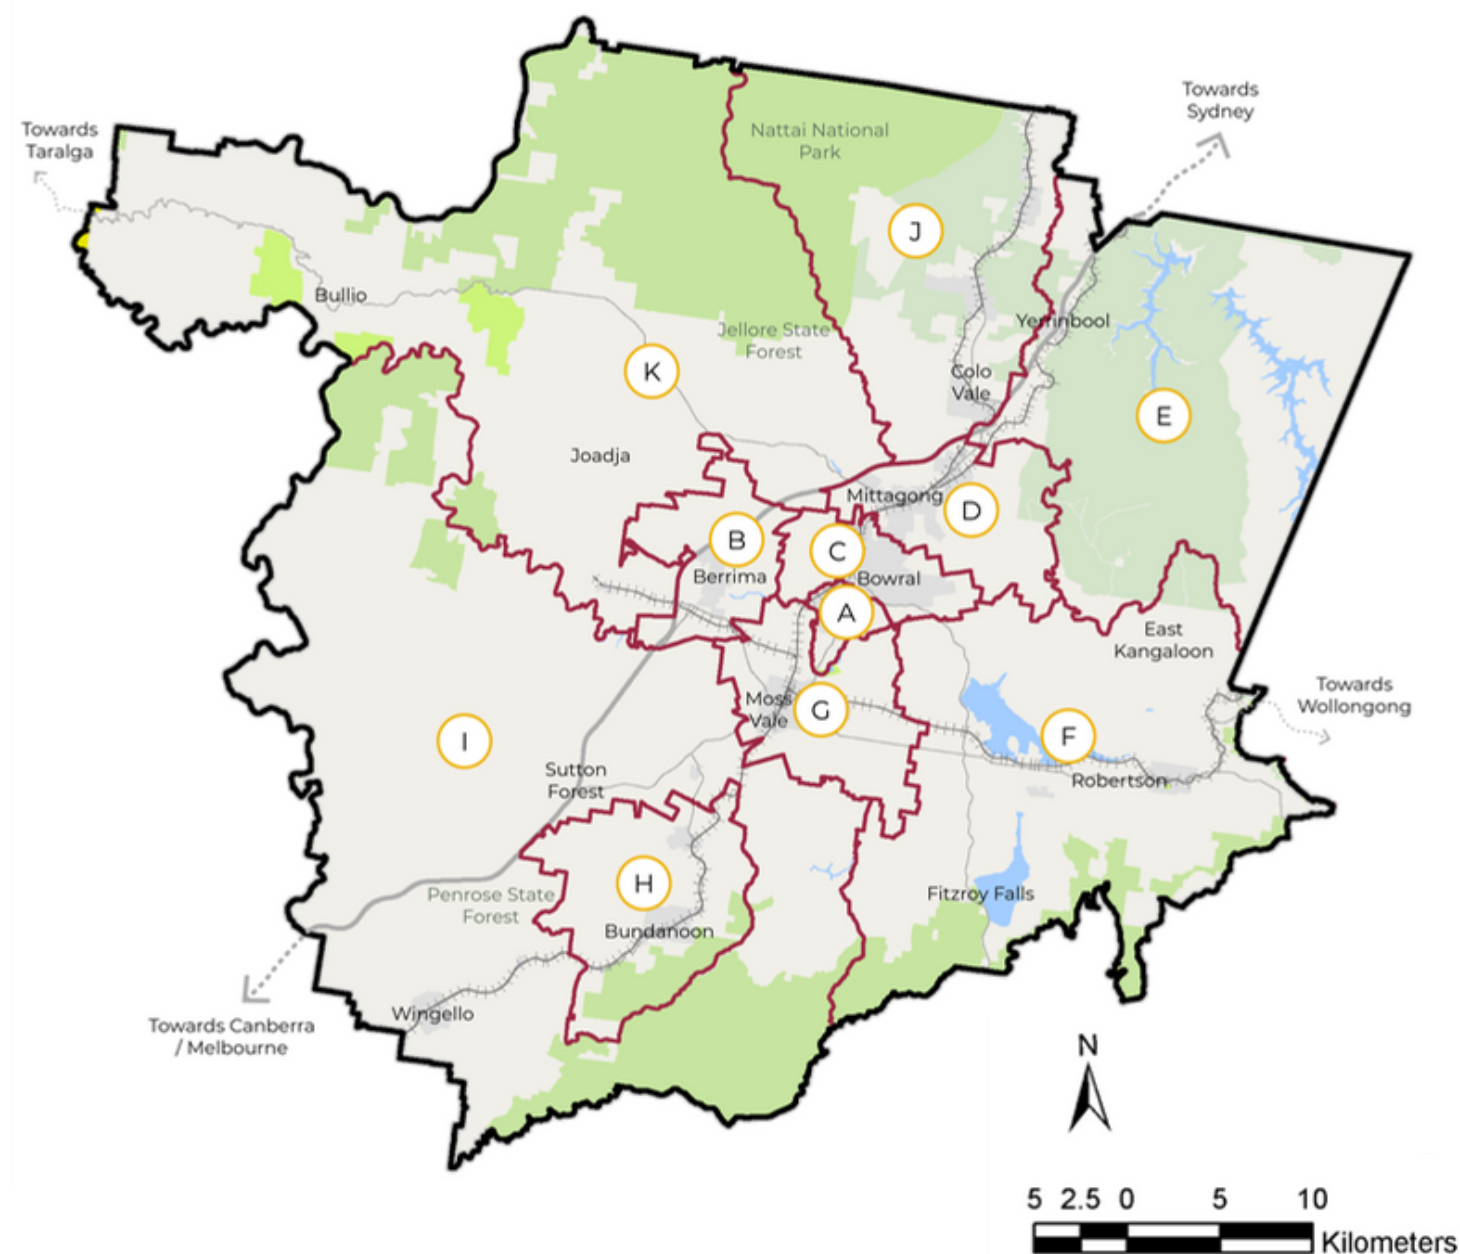 Towards
Sydney
Towards
Taralga
Nattai National
Park
J
Bullio
Yerrinbool
Jellore State
Forest
K
Colo
Vale
E
Joadja
Mittagong
D
B
C
Berrima
Bowral
A
East
Kangaloon
Moss
Vale
G
Towards
Wollongong
I
F
Sutton
Forest
Robertson
H
Penrose State
Forest
Fitzroy Falls
Bundanoon
Wingello
Towards Canberra
/ Melbourne
N
5 2.5 0 5 10
Kilometers